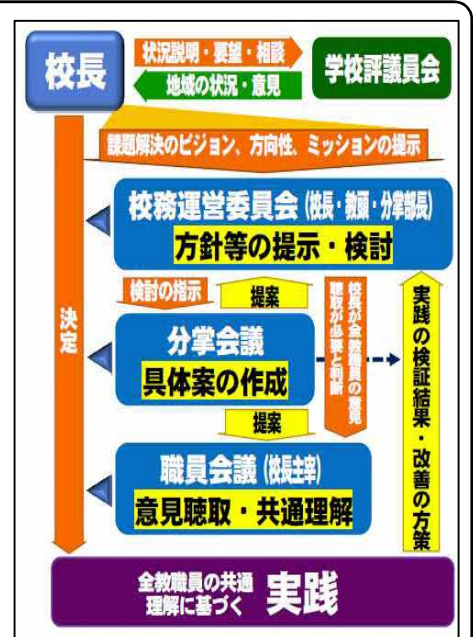 校長
状況説明・要望・相談
地域の状況・意見
学校評議員会
課題解決のビジョン、方向性、ミッションの提示
校務運営委員会(校長・教頭・分掌部長)
方針等の提示・検討
検討の指示
提案
校長が全教職員の意見
聴取が必要と判断
分掌会議
具体案の作成
提案
職員会議(校長主宰)
意見聴取・共通理解
決定
実践の検証結果・改善の方策
全教職員の共通
理解に基づく
実践